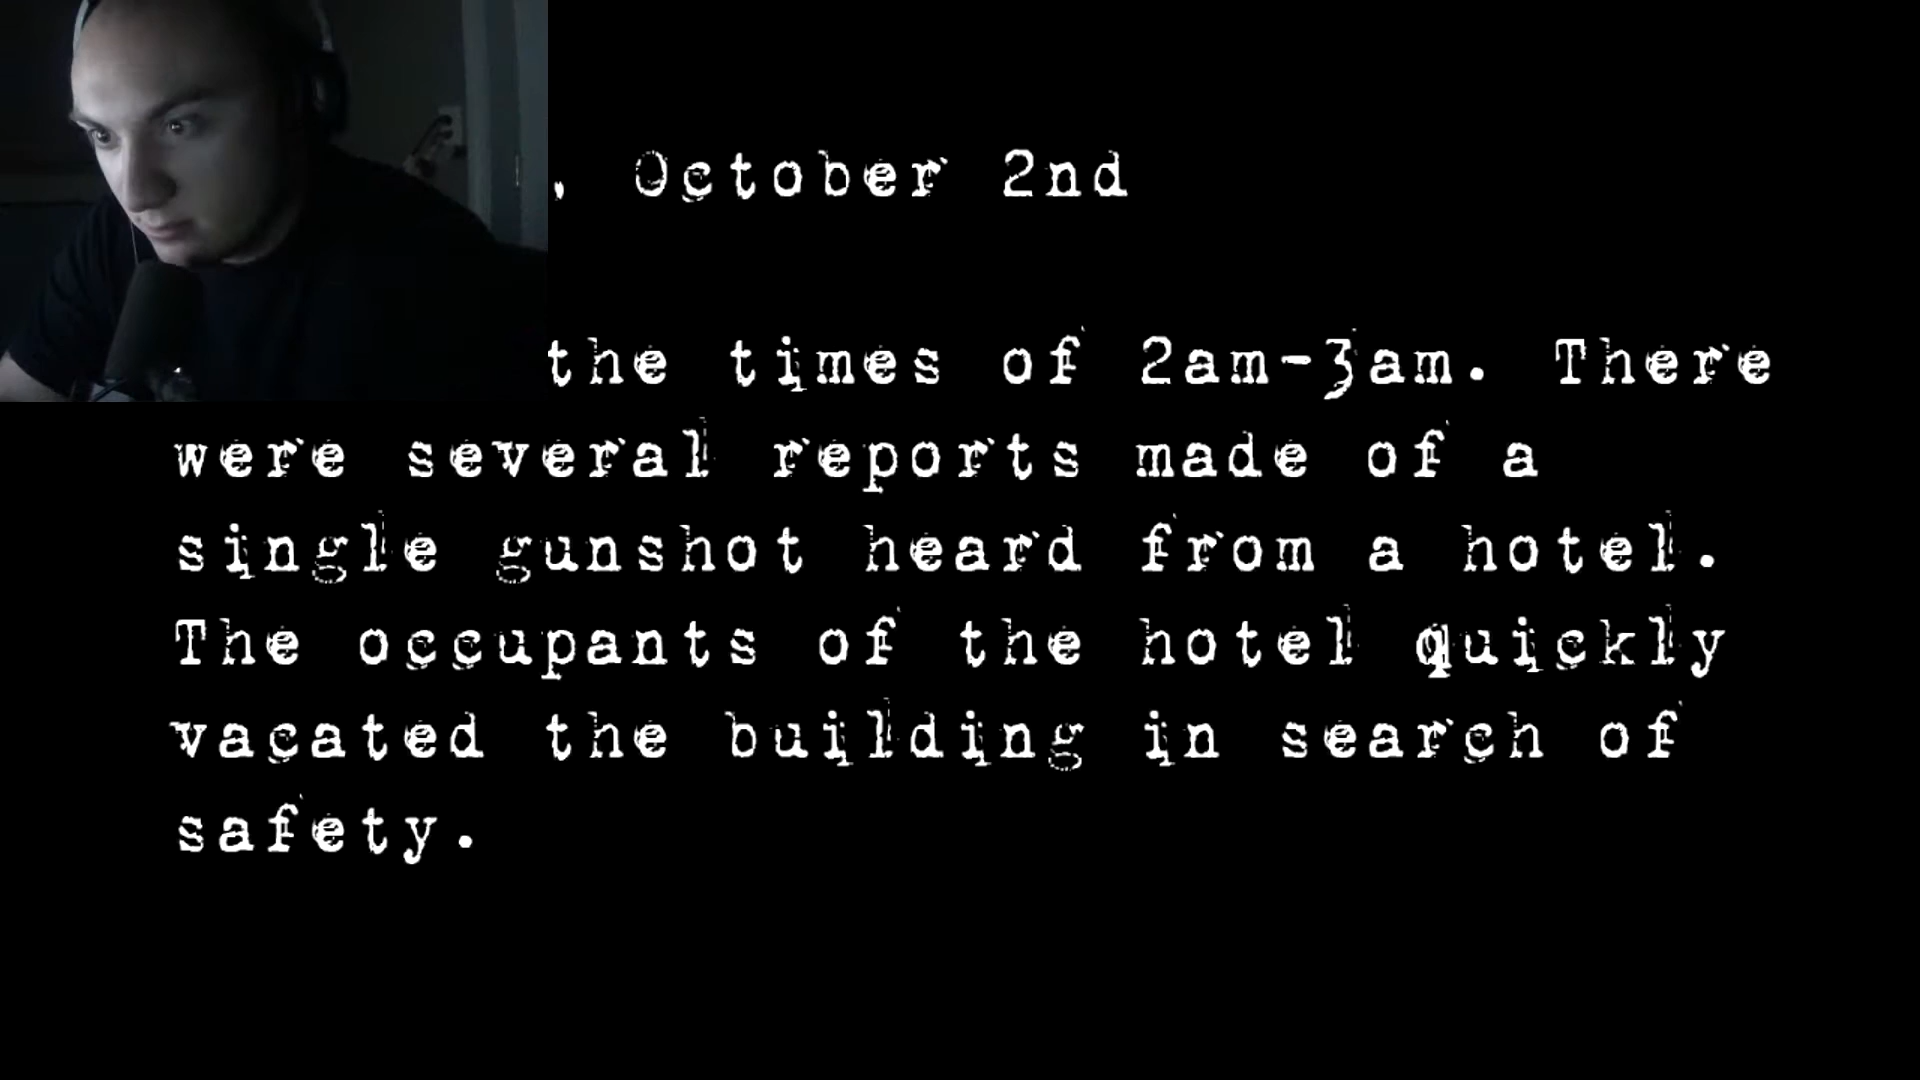 , October 2nd
the times of 2am-3am. There
were several reports made of a
single gunshot heard from a hotel.
The occupants of the hotel quickly
vacated the building in search of
safety.